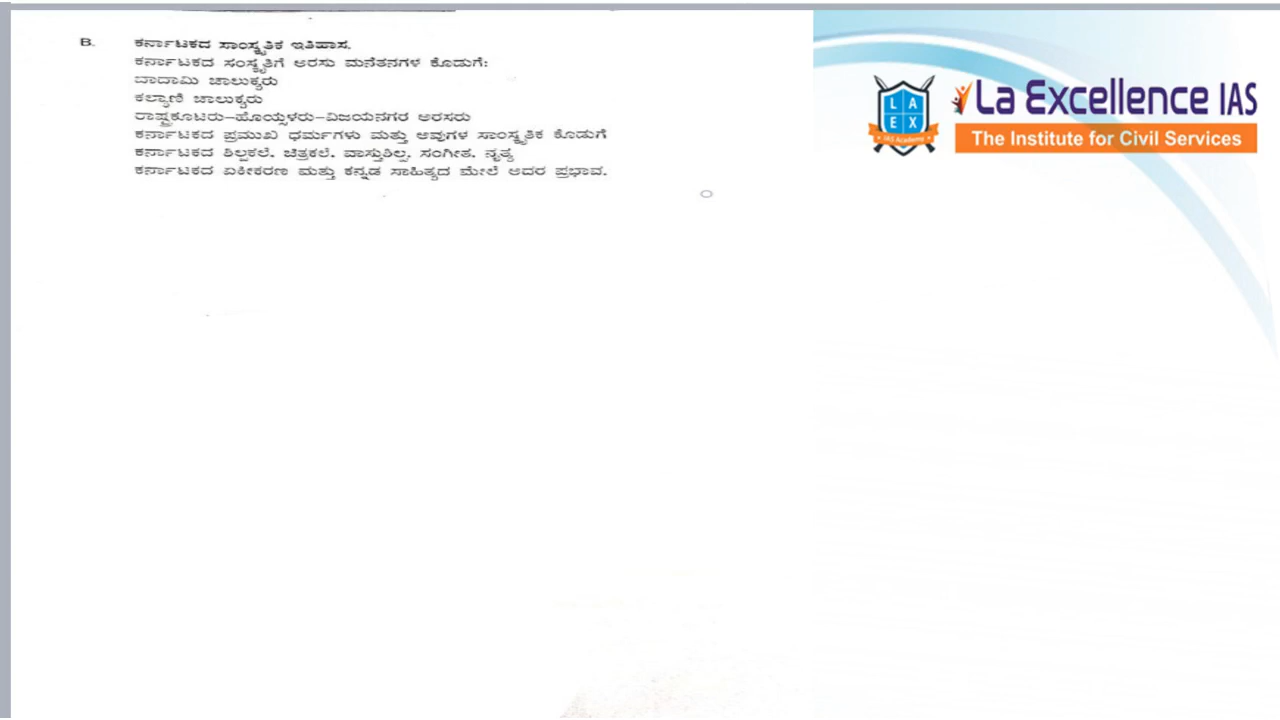 B. ಕರ್ನಾಟಕದ ಸಾಂಸ್ಕೃತಿಕ ಇತಿಹಾಸ.
ಕರ್ನಾಟಕದ ಸಂಸ್ಕೃತಿಗೆ ಅರಸು ಮನೆತನಗಳ ಕೊಡುಗೆ:
ಬಾದಾಮಿ ಚಾಲುಕ್ಯರು
ಕಲ್ಯಾಣಿ ಚಾಲುಕ್ಯರು
ರಾಷ್ಟ್ರಕೂಟರು-ಹೊಯ್ಸಳರು-ವಿಜಯನಗರ ಅರಸರು
ಕರ್ನಾಟಕದ ಪ್ರಮುಖ ಧರ್ಮಗಳು ಮತ್ತು ಅವುಗಳ ಸಾಂಸ್ಕೃತಿಕ ಕೊಡುಗೆ
ಕರ್ನಾಟಕದ ಶಿಲ್ಪಕಲೆ. ಚಿತ್ರಕಲೆ. ವಾಸ್ತುಶಿಲ್ಪ. ಸಂಗೀತ. ನೃತ್ಯ
ಕರ್ನಾಟಕದ ಏಕೀಕರಣ ಮತ್ತು ಕನ್ನಡ ಸಾಹಿತ್ಯದ ಮೇಲೆ ಅದರ ಪ್ರಭಾವ.
L A
E X
IAS Academy
La Excellence IAS
The Institute for Civil Services